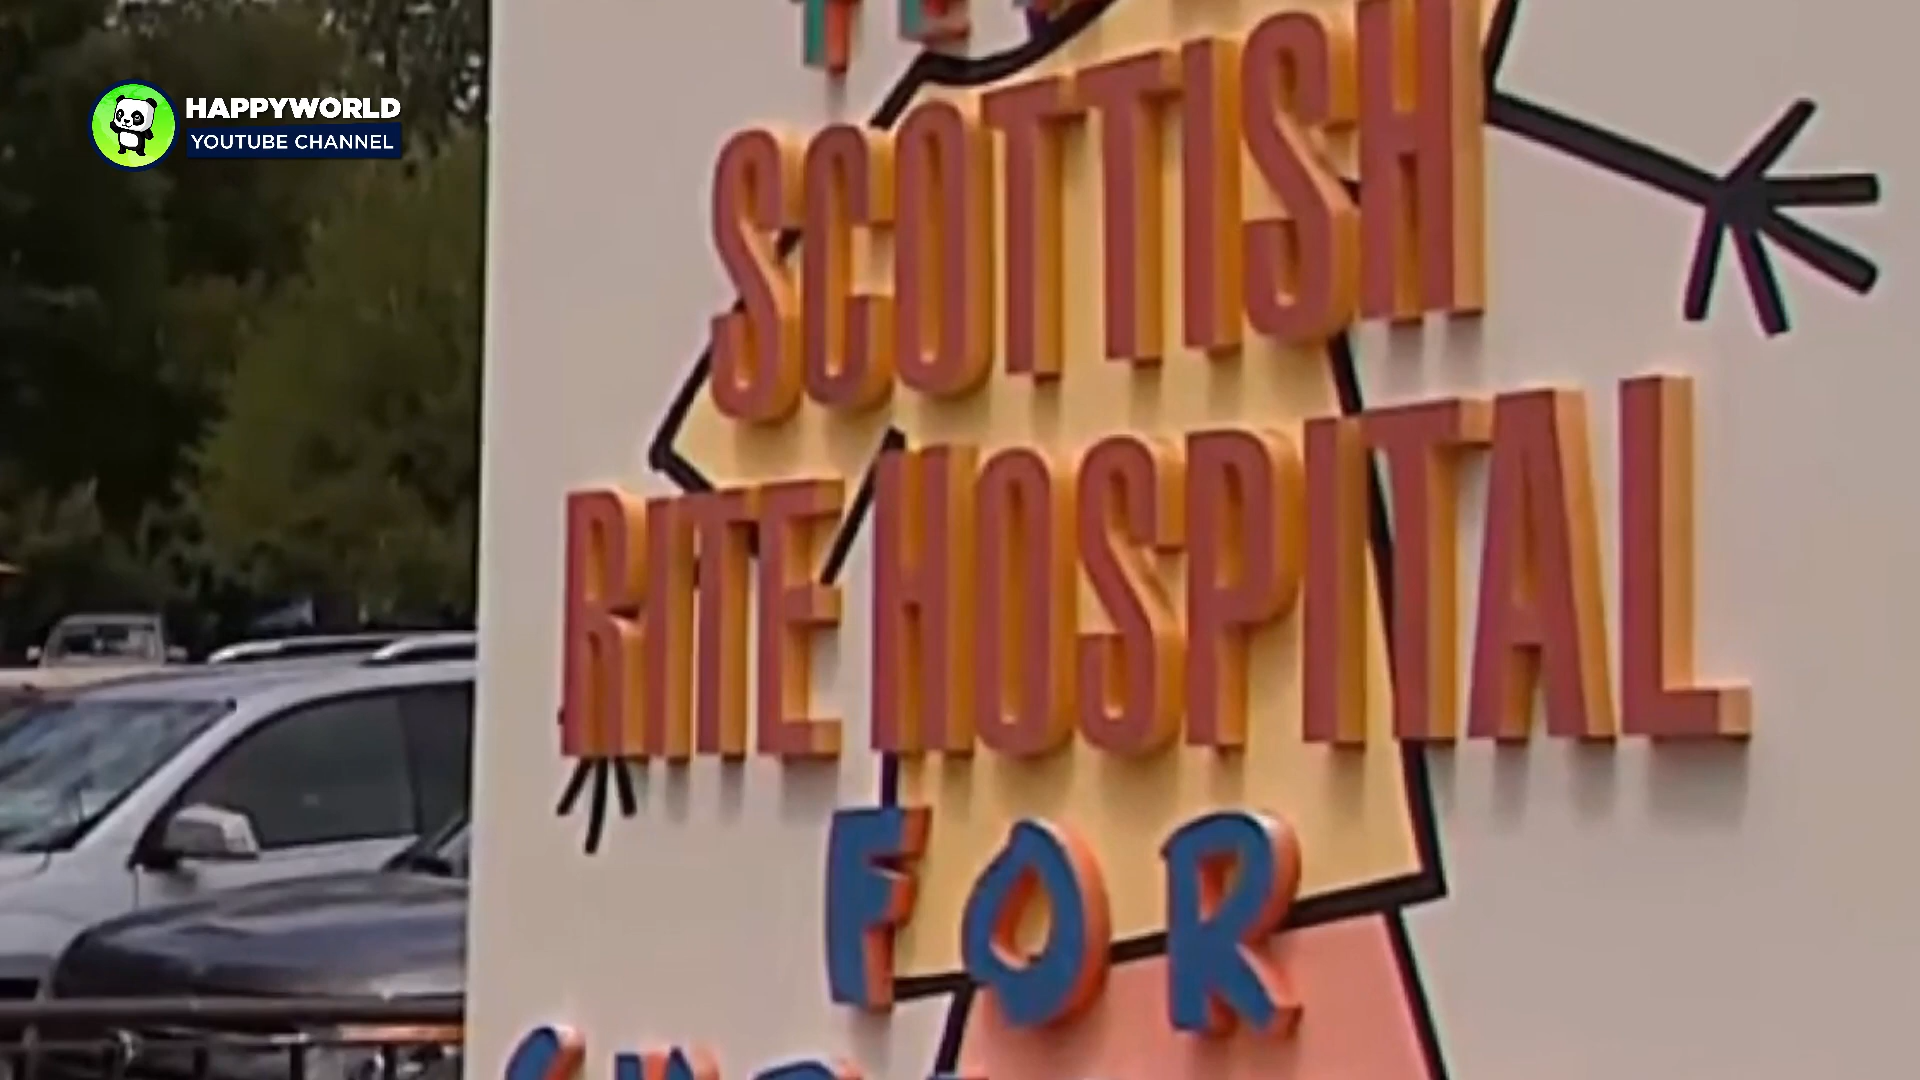 HAPPYWORLD
YOUTUBE CHANNEL
SCOTTISH
RITE HOSPITAL
FOR